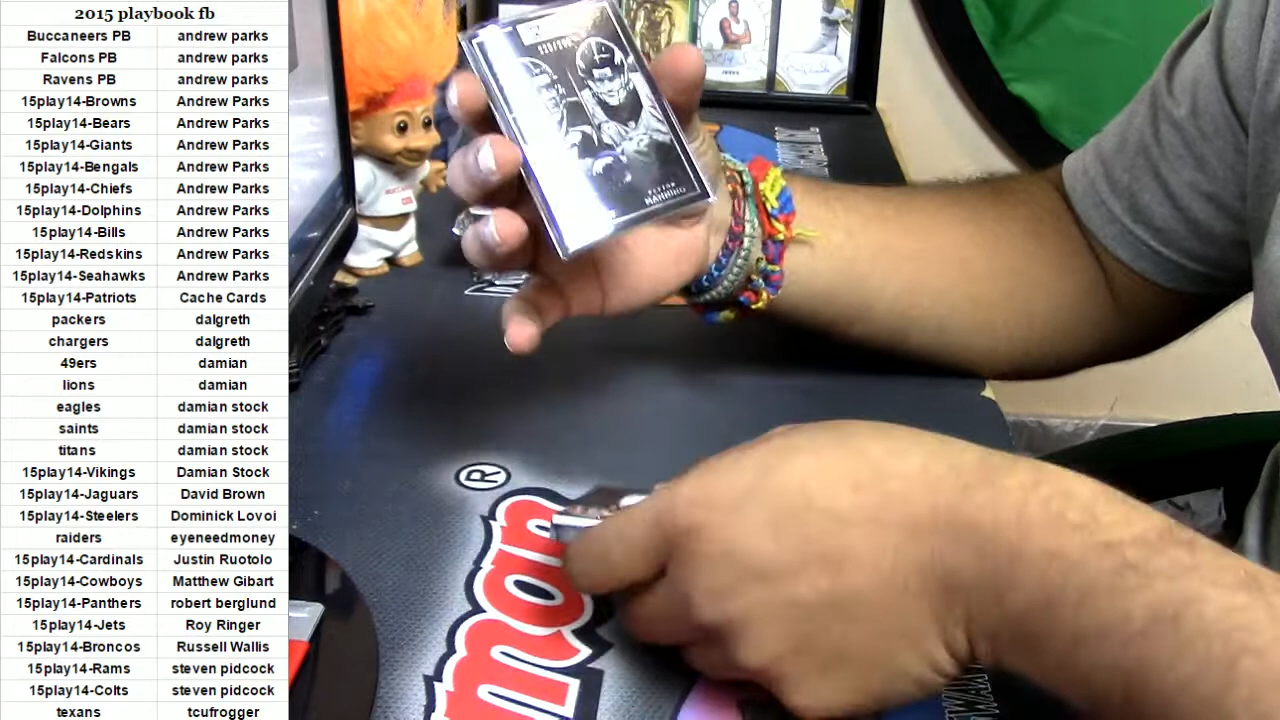 2015 playbook fb
Buccaneers PB andrew parks
Falcons PB andrew parks
Ravens PB andrew parks
15play14-Browns Andrew Parks
15play14-Bears Andrew Parks
15play14-Giants Andrew Parks
15play14-Bengals Andrew Parks
15play14-Chiefs Andrew Parks
15play14-Dolphins Andrew Parks
15play14-Bills Andrew Parks
15play14-Redskins Andrew Parks
15play14-Seahawks Andrew Parks
15play14-Patriots Cache Cards
packers dalgreth
chargers dalgreth
49ers damian
lions damian
eagles damian stock
saints damian stock
titans damian stock
15play14-Vikings Damian Stock
15play14-Jaguars David Brown
15play14-Steelers Dominick Lovoi
raiders eyeneedmoney
15play14-Cardinals Justin Ruotolo
15play14-Cowboys Matthew Gibart
15play14-Panthers robert berglund
15play14-Jets Roy Ringer
15play14-Broncos Russell Wallis
15play14-Rams steven pidcock
15play14-Colts steven pidcock
texans tcufrogger
PEYTON
MANNING
man
®